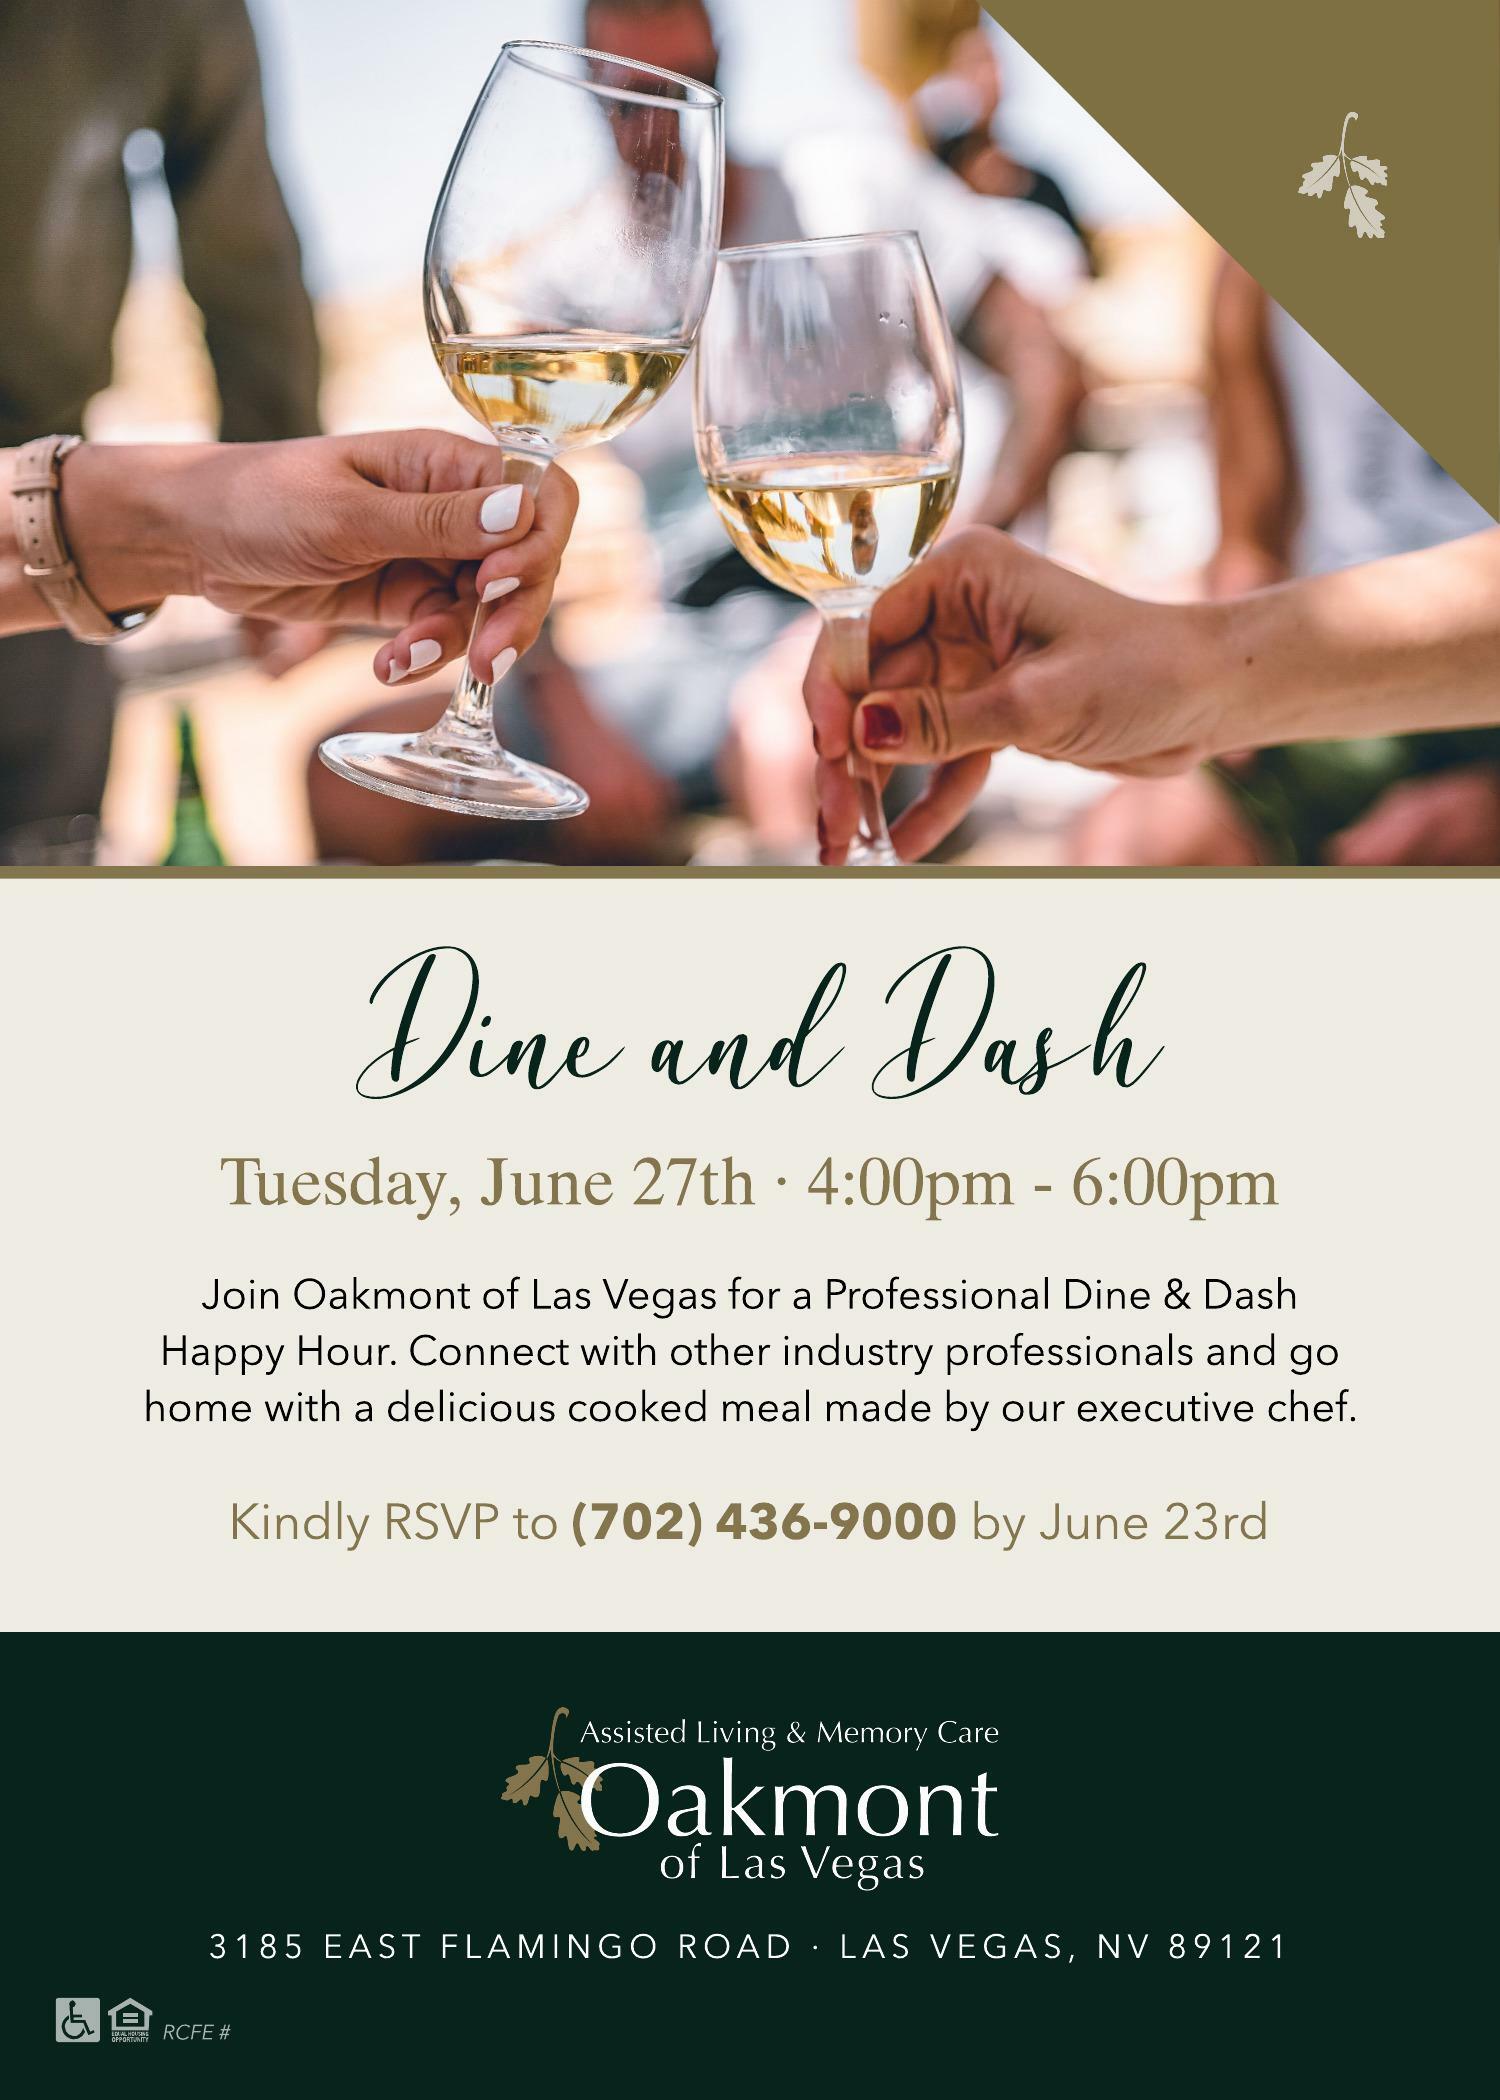 Dine and Dash
Tuesday, June 27th · 4:00pm - 6:00pm
Join Oakmont of Las Vegas for a Professional Dine & Dash
Happy Hour. Connect with other industry professionals and go
home with a delicious cooked meal made by our executive chef.
Kindly RSVP to (702) 436-9000 by June 23rd
Assisted Living & Memory Care
Oakmont
of Las Vegas
3185 EAST FLAMINGO ROAD · LAS VEGAS, NV 89121
EQUAL HOUSING
OPPORTUNITY
RCFE #